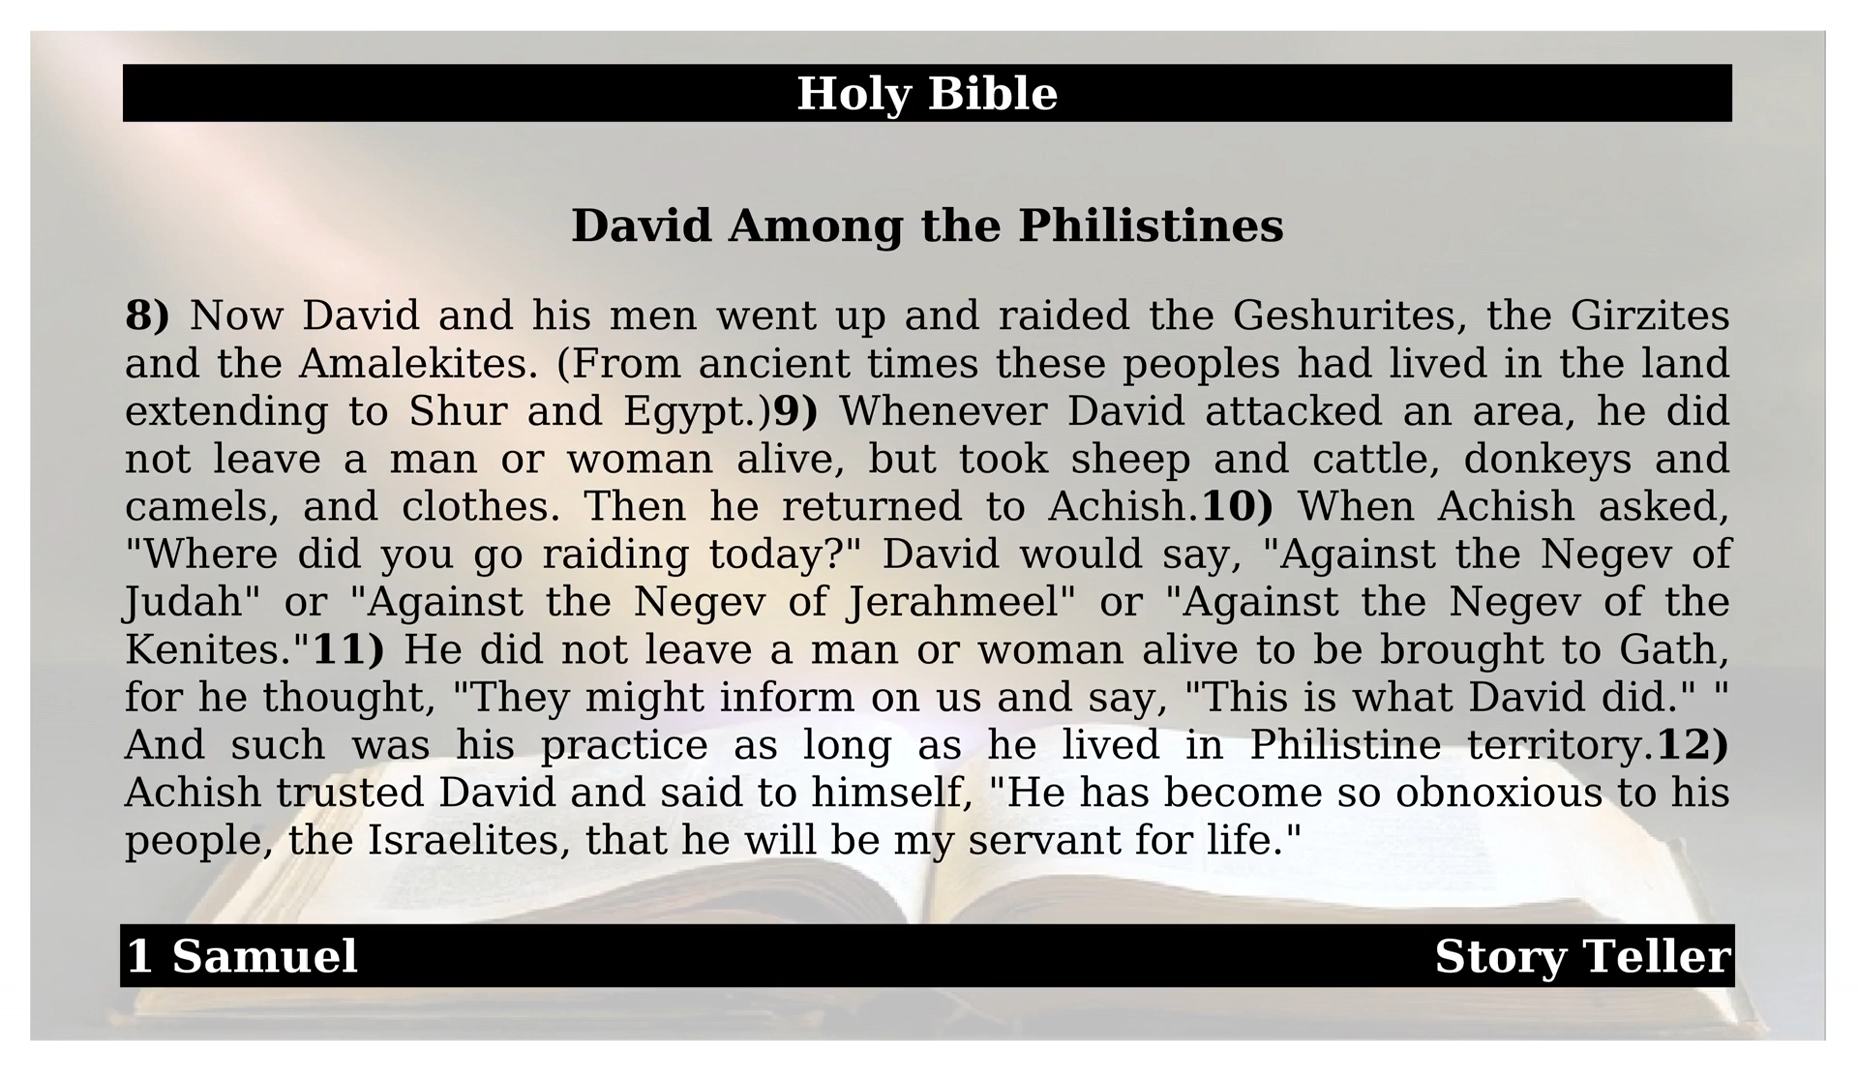 Holy Bible
David Among the Philistines
8) Now David and his men went up and raided the Geshurites, the Girzites
and the Amalekites. (From ancient times these peoples had lived in the land
extending to Shur and Egypt.)9) Whenever David attacked an area, he did
not leave a man or woman alive, but took sheep and cattle, donkeys and
camels, and clothes. Then he returned to Achish.10) When Achish asked,
"Where did you go raiding today?" David would say, "Against the Negev of
Judah" or "Against the Negev of Jerahmeel" or "Against the Negev of the
Kenites."11) He did not leave a man or woman alive to be brought to Gath,
for he thought, "They might inform on us and say, "This is what David did." "
And such was his practice as long as he lived in Philistine territory.12)
Achish trusted David and said to himself, "He has become so obnoxious to his
people, the Israelites, that he will be my servant for life."
1 Samuel Story Teller